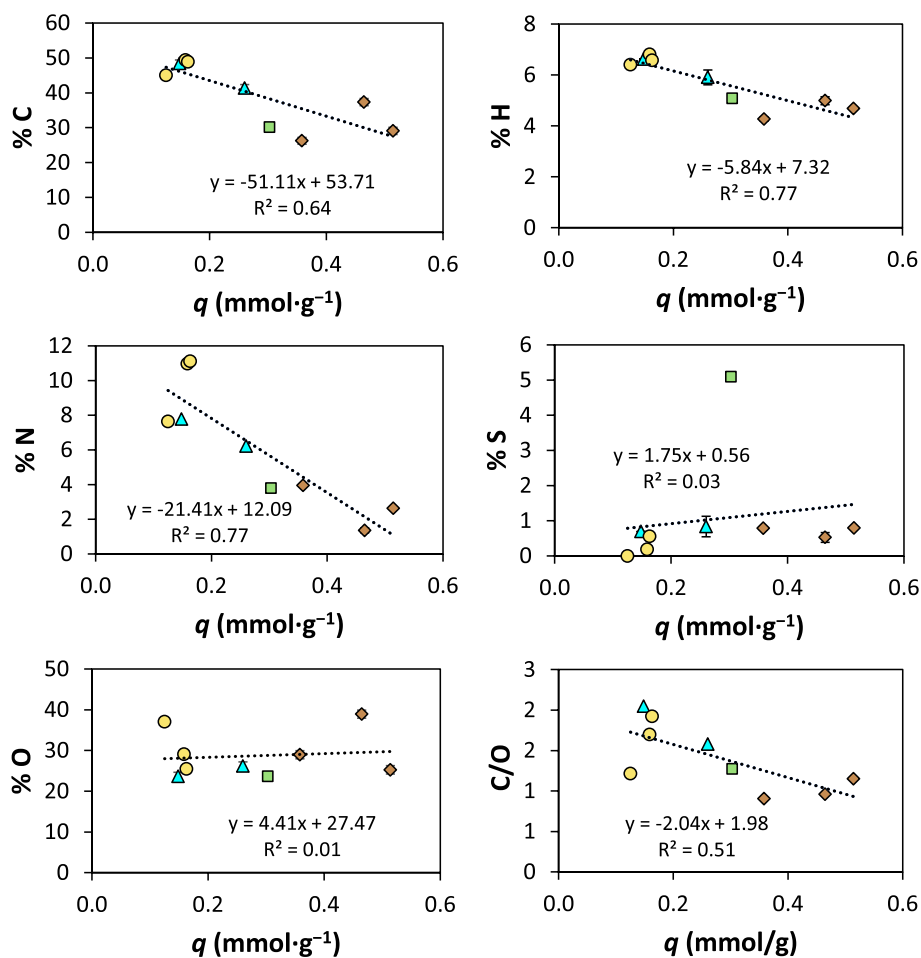 60
50
40
30
20
10
0
% C
y = -51.11x + 53.71
R² = 0.64
0.0 0.2 0.4 0.6
q (mmol·g⁻¹)
8
6
4
2
0
% H
y = -5.84x + 7.32
R² = 0.77
0.0 0.2 0.4 0.6
q (mmol·g⁻¹)
12
10
8
6
4
2
0
% N
y = -21.41x + 12.09
R² = 0.77
0.0 0.2 0.4 0.6
q (mmol·g⁻¹)
6
5
4
3
2
1
0
% S
y = 1.75x + 0.56
R² = 0.03
0.0 0.2 0.4 0.6
q (mmol·g⁻¹)
50
40
30
20
10
0
% O
y = 4.41x + 27.47
R² = 0.01
0.0 0.2 0.4 0.6
q (mmol·g⁻¹)
3
2
2
1
1
0
C/O
y = -2.04x + 1.98
R² = 0.51
0.0 0.2 0.4 0.6
q (mmol/g)